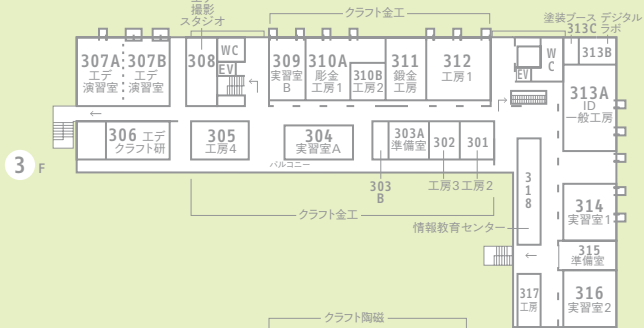 エデ
撮影
スタジオ
クラフト金工
塗装ブース
313C
デジタル
ラボ
307A
エデ
演習室
307B
エデ
演習室
308
WC
EV
309
実習室
B
310A
彫金
工房1
310B
工房2
311
鍛金
工房
312
工房1
WC
EV
313B
313A
ID
一般工房
306 エデ
クラフト研
305
工房4
304
実習室A
303A
準備室
302
301
バルコニー
303
B
工房3
工房2
3 F
318
クラフト金工
情報教育センター
314
実習室1
315
準備室
317
工房
316
実習室2
クラフト陶磁